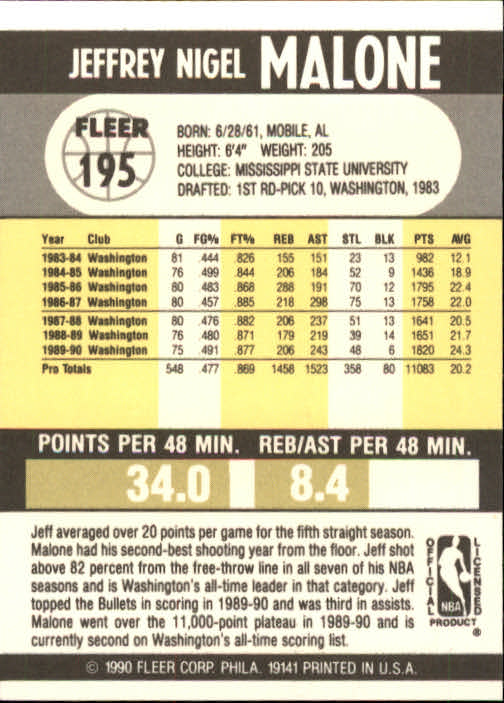 JEFFREY NIGEL MALONE
FLEER
195
BORN: 6/28/61, MOBILE, AL
HEIGHT: 6'4" WEIGHT: 205
COLLEGE: MISSISSIPPI STATE UNIVERSITY
DRAFTED: 1ST RD-PICK 10, WASHINGTON, 1983
Year Club G FG% FT% REB AST STL BLK PTS AVG
1983-84 Washington 81 .444 .826 155 151 23 13 982 12.1
1984-85 Washington 76 .499 .844 206 184 52 9 1436 18.9
1985-86 Washington 80 .483 .868 288 191 70 12 1795 22.4
1986-87 Washington 80 .457 .885 218 298 75 13 1758 22.0
1987-88 Washington 80 .476 .882 206 237 51 13 1641 20.5
1988-89 Washington 76 .480 .871 179 219 39 14 1651 21.7
1989-90 Washington 75 .491 .877 206 243 48 6 1820 24.3
Pro Totals 548 .477 .869 1458 1523 358 80 11083 20.2
POINTS PER 48 MIN. REB/AST PER 48 MIN.
34.0 8.4
Jeff averaged over 20 points per game for the fifth straight season.
Malone had his second-best shooting year from the floor. Jeff shot
above 82 percent from the free-throw line in all seven of his NBA
seasons and is Washington's all-time leader in that category. Jeff
topped the Bullets in scoring in 1989-90 and was third in assists.
Malone went over the 11,000-point plateau in 1989-90 and is
currently second on Washington's all-time scoring list.
OFFICIAL
LICENSED
NBA
PRODUCT
®
© 1990 FLEER CORP. PHILA. 19141 PRINTED IN U.S.A.